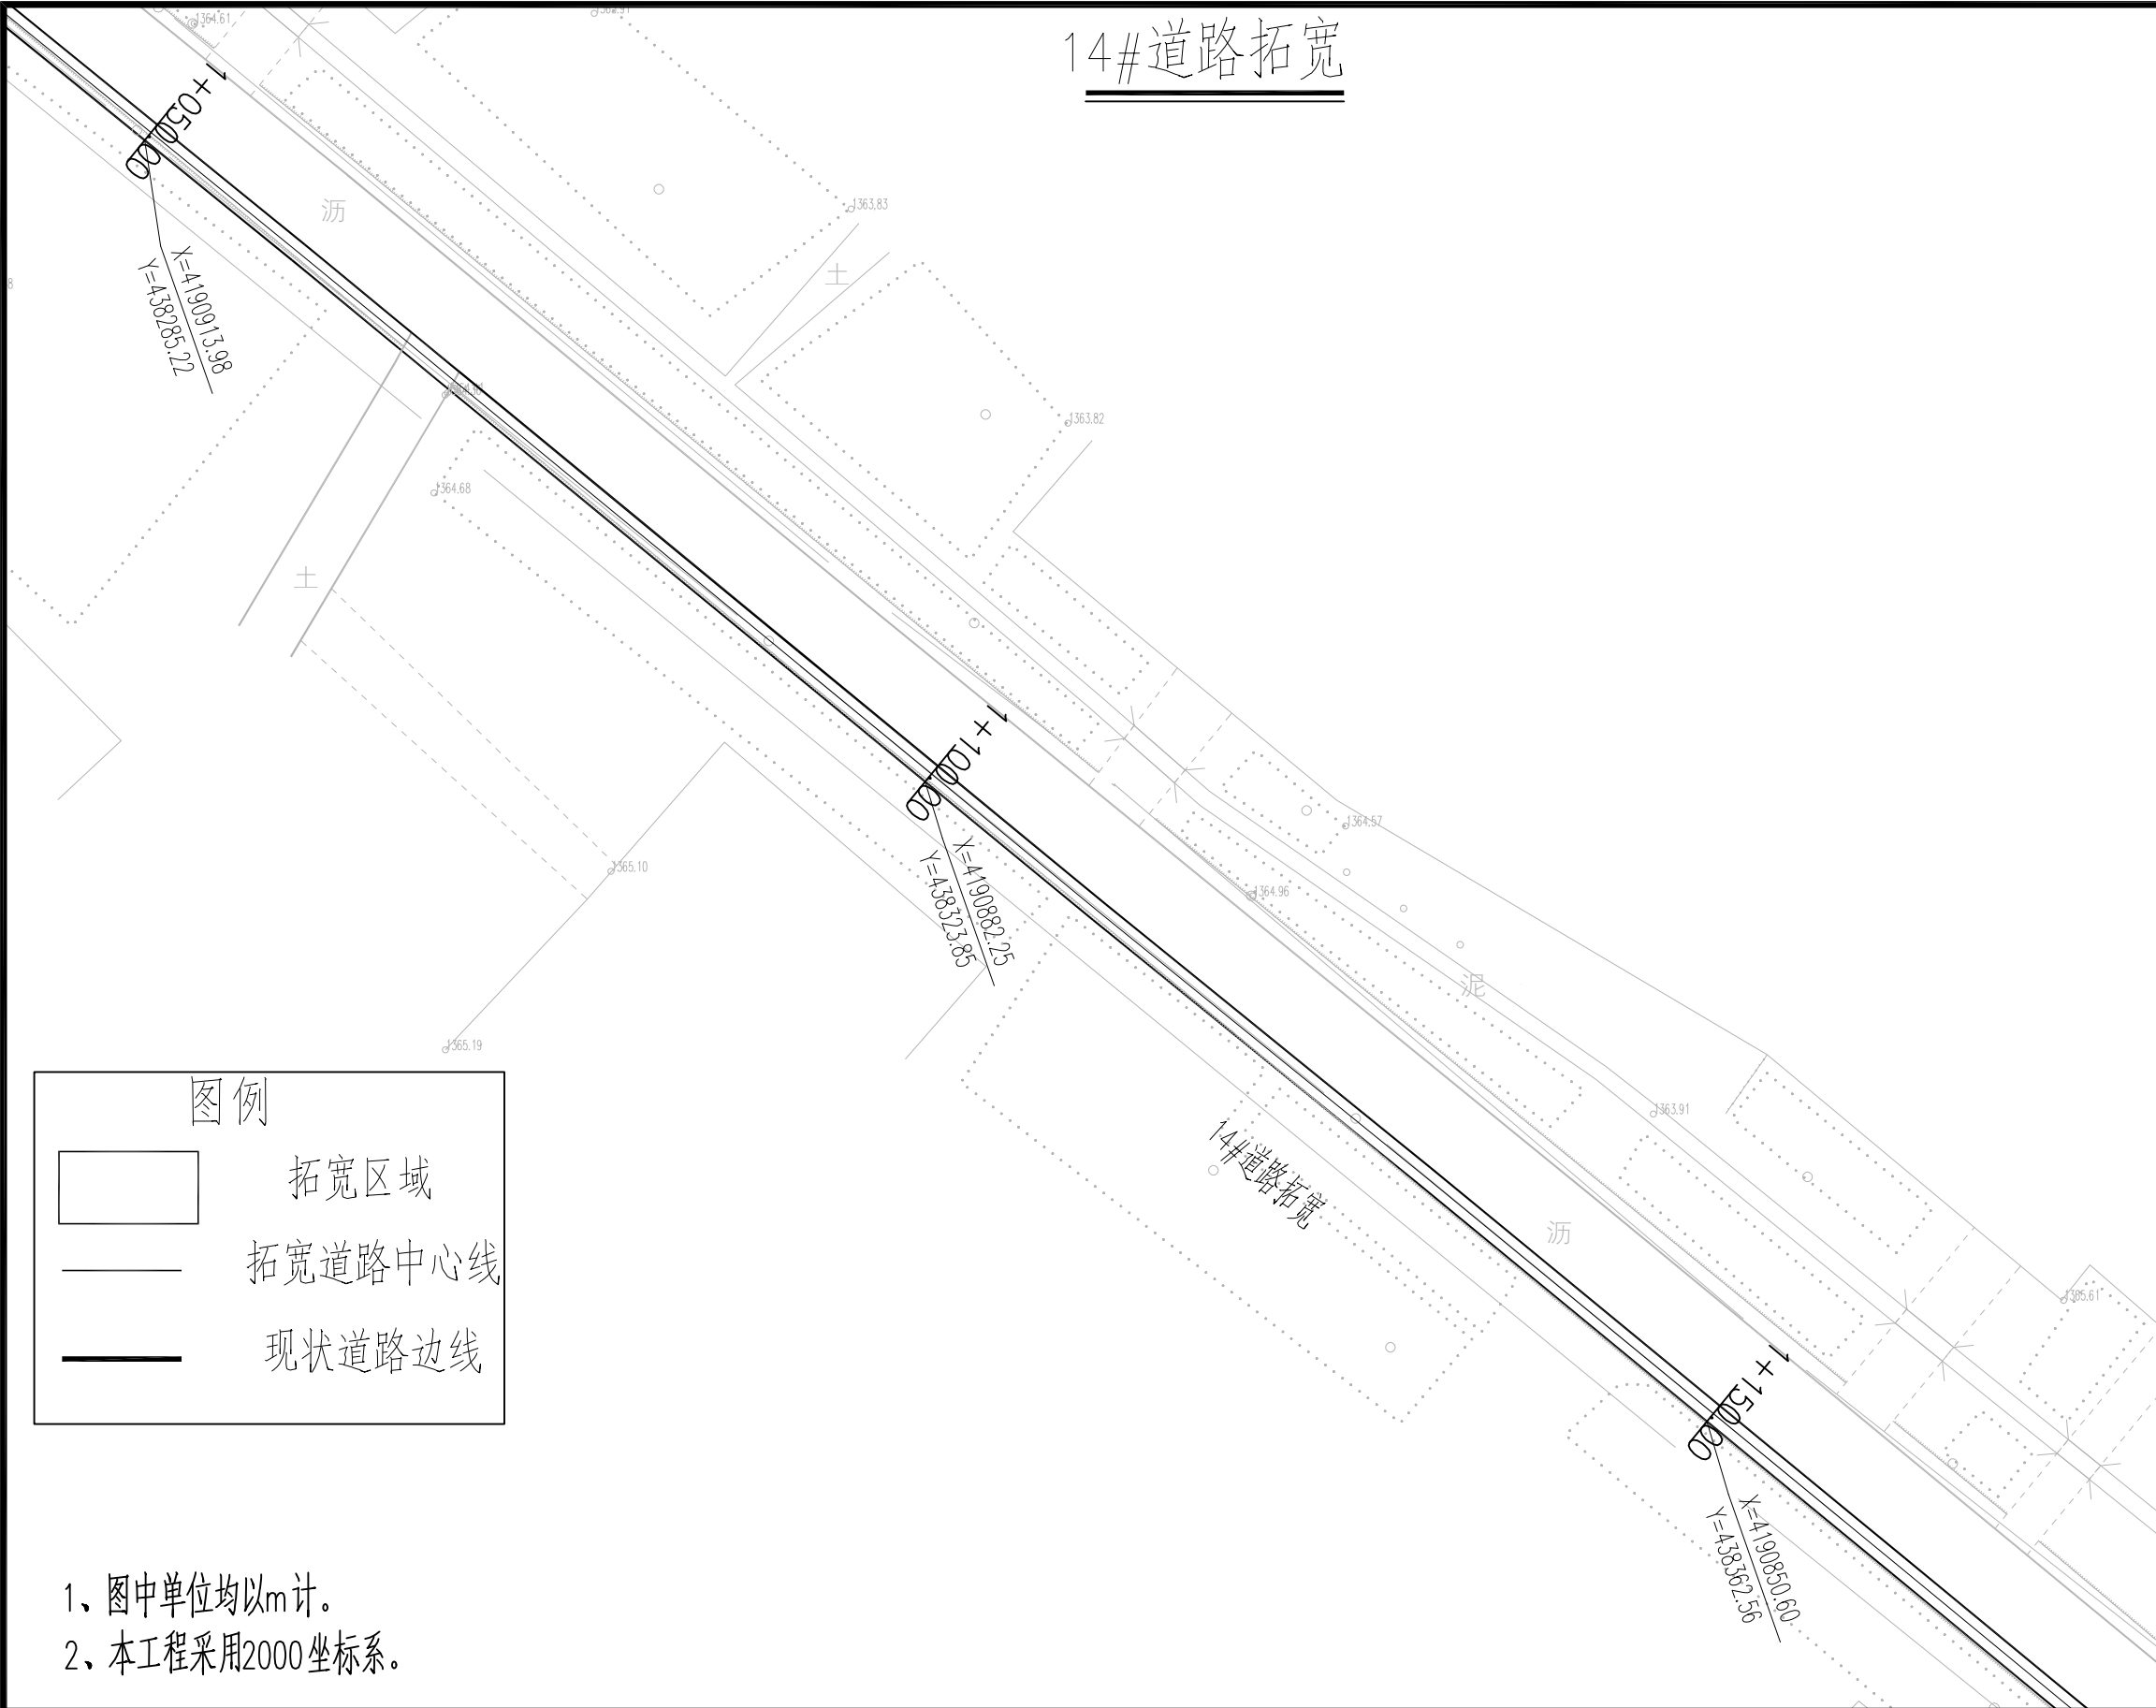 14#道路拓宽
1364.61
1363.91
1+050.00
沥
1363.83
土
X=4190913.98
Y=438285.22
1363.82
1364.68
土
1+100.00
1364.57
X=4190882.25
Y=438323.85
1365.10
1364.96
泥
1365.19
1363.91
14#道路拓宽
沥
1365.61
1+150.00
X=4190850.60
Y=438362.56
图例
拓宽区域
拓宽道路中心线
现状道路边线
1、图中单位均以m计。
2、本工程采用2000坐标系。